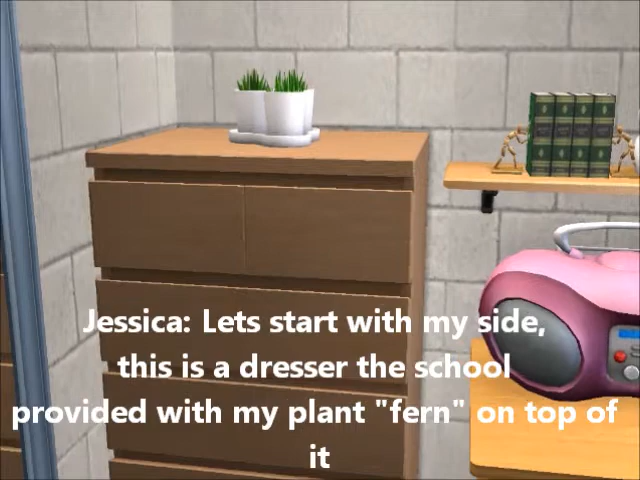 Jessica: Lets start with my side,
this is a dresser the school
provided with my plant "fern" on top of
it